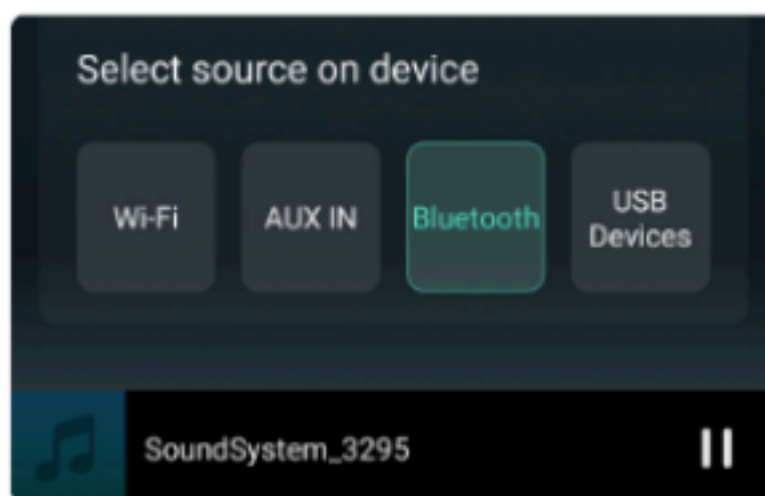 Select source on device
Wi-Fi
AUX IN
Bluetooth
USB
Devices
SoundSystem_3295